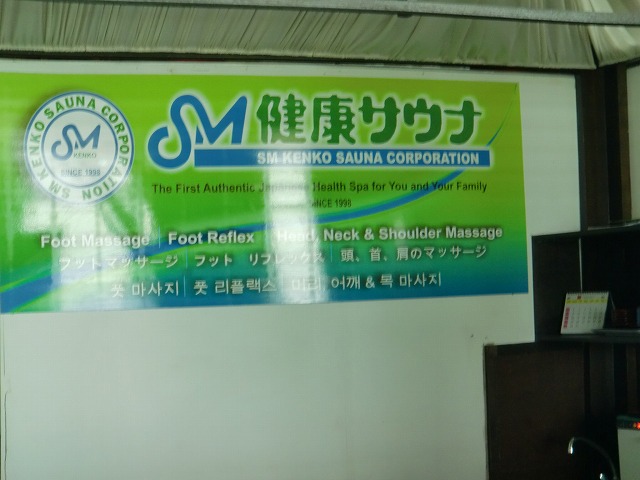 SM KENKO SAUNA CORPORATION
SM
KENKO
SINCE 1998
SM 健康サウナ
SM KENKO SAUNA CORPORATION
The First Authentic Japanese Health Spa for You and Your Family
SINCE 1998
Foot Massage | Foot Reflex | Head, Neck & Shoulder Massage
フットマッサージ | フット リフレックス | 頭、首、肩のマッサージ
풋 마사지 | 풋 리플랙스 머리 어깨 & 목 마사지